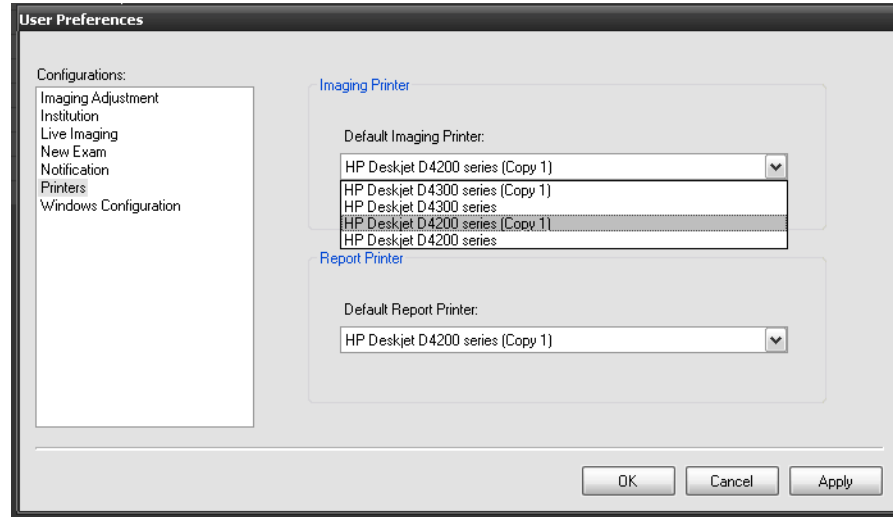 User Preferences
Configurations:
Imaging Adjustment
Institution
Live Imaging
New Exam
Notification
Printers
Windows Configuration
Imaging Printer
Default Imaging Printer:
HP Deskjet D4200 series (Copy 1)
HP Deskjet D4300 series (Copy 1)
HP Deskjet D4300 series
HP Deskjet D4200 series (Copy 1)
HP Deskjet D4200 series
Report Printer
Default Report Printer:
HP Deskjet D4200 series (Copy 1)
OK
Cancel
Apply